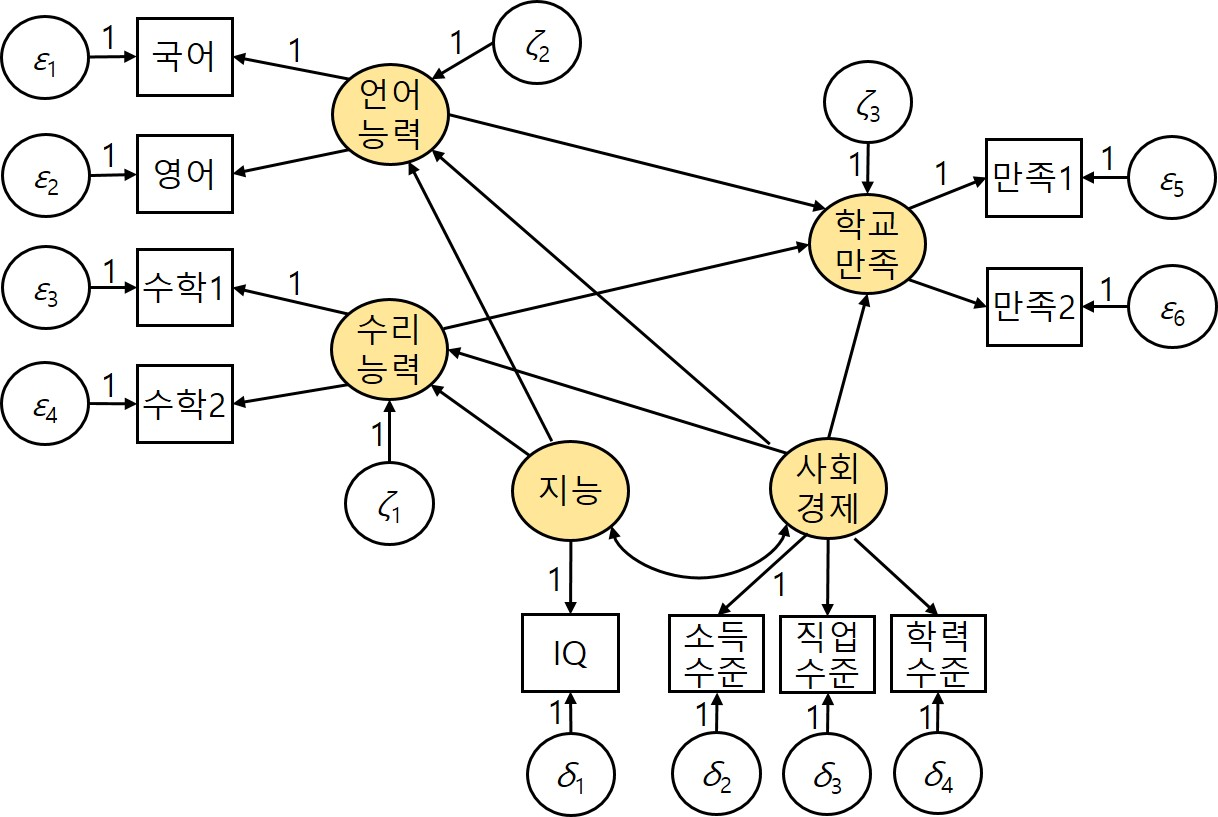 ε1
1
국어
1
1
ζ2
언어
능력
ε2
1
영어
ζ3
1
1
만족1
1
ε5
학교
만족
ε3
1
수학1
1
수리
능력
만족2
1
ε6
ε4
1
수학2
1
ζ1
지능
사회
경제
1
1
IQ
소득
수준
직업
수준
학력
수준
1
1
1
1
δ1
δ2
δ3
δ4